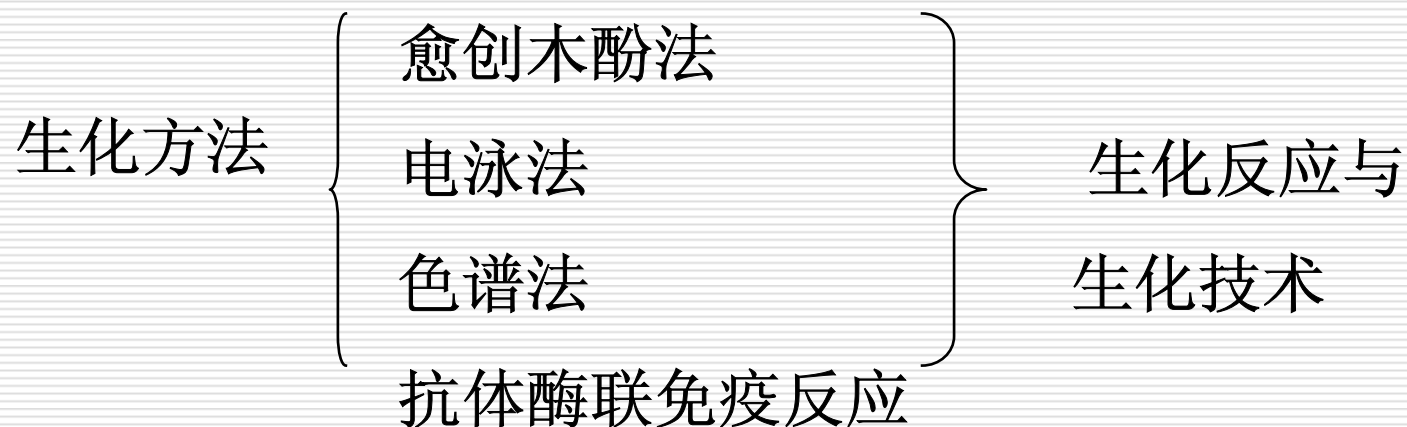 愈创木酚法
生化方法
电泳法
生化反应与
色谱法
生化技术
抗体酶联免疫反应